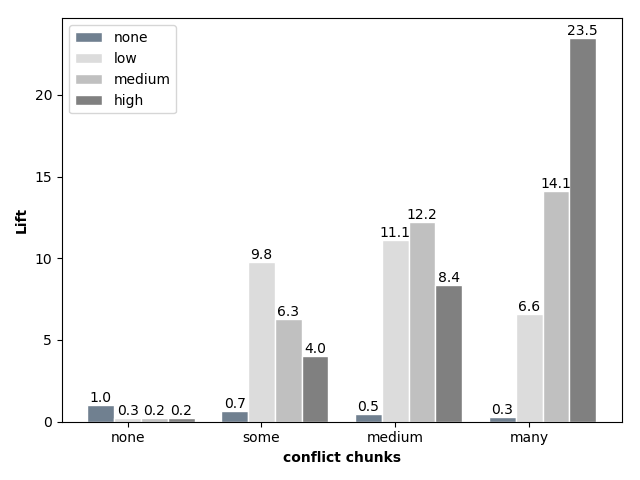 none
low
medium
high
Lift
20
15
10
5
0
1.0 0.3 0.2 0.2
0.7 9.8 6.3 4.0
0.5 11.1 12.2 8.4
0.3 6.6 14.1 23.5
none some medium many
conflict chunks